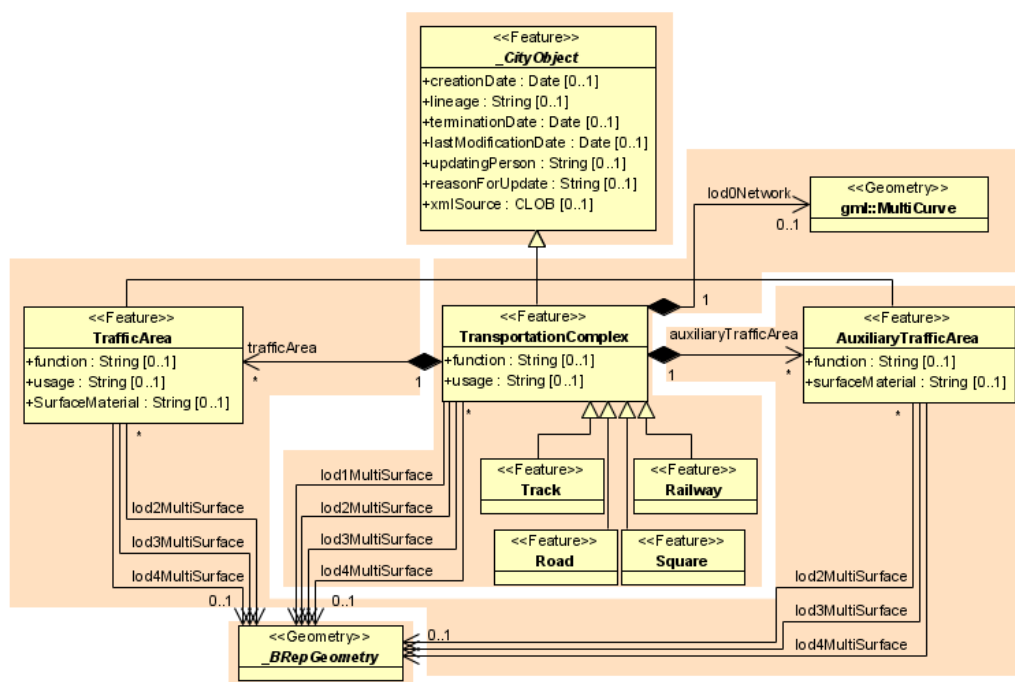 <<Feature>>
_CityObject
+creationDate : Date [0..1]
+lineage : String [0..1]
+terminationDate : Date [0..1]
+lastModificationDate : Date [0..1]
+updatingPerson : String [0..1]
+reasonForUpdate : String [0..1]
+xmlSource : CLOB [0..1]
lod0Network
0..1
1
<<Geometry>>
gml::MultiCurve
<<Feature>>
TrafficArea
+function : String [0..1]
+usage : String [0..1]
+SurfaceMaterial : String [0..1]
trafficArea
*
1
<<Feature>>
TransportationComplex
+function : String [0..1]
+usage : String [0..1]
auxiliaryTrafficArea
1
*
<<Feature>>
AuxiliaryTrafficArea
+function : String [0..1]
+surfaceMaterial : String [0..1]
*
*
*
<<Feature>>
Track
<<Feature>>
Railway
<<Feature>>
Road
<<Feature>>
Square
lod2MultiSurface
lod3MultiSurface
lod4MultiSurface
0..1
lod1MultiSurface
lod2MultiSurface
lod3MultiSurface
lod4MultiSurface
0..1
lod2MultiSurface
lod3MultiSurface
lod4MultiSurface
0..1
<<Geometry>>
_BRepGeometry